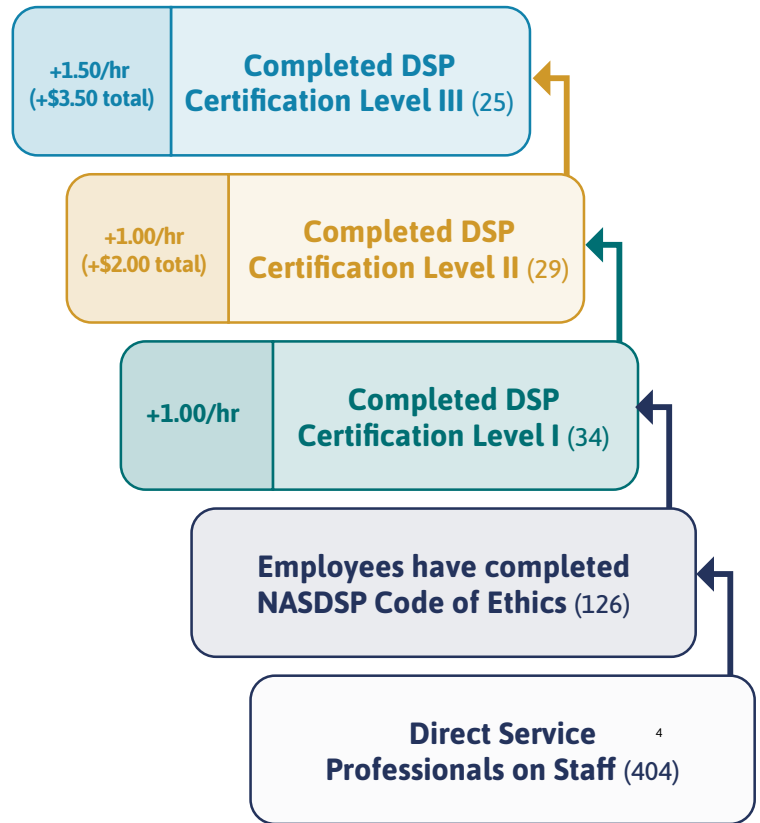 +1.50/hr
(+$3.50 total)
Completed DSP
Certification Level III (25)
+1.00/hr
(+$2.00 total)
Completed DSP
Certification Level II (29)
+1.00/hr
Completed DSP
Certification Level I (34)
Employees have completed
NASDSP Code of Ethics (126)
Direct Service
4
Professionals on Staff (404)